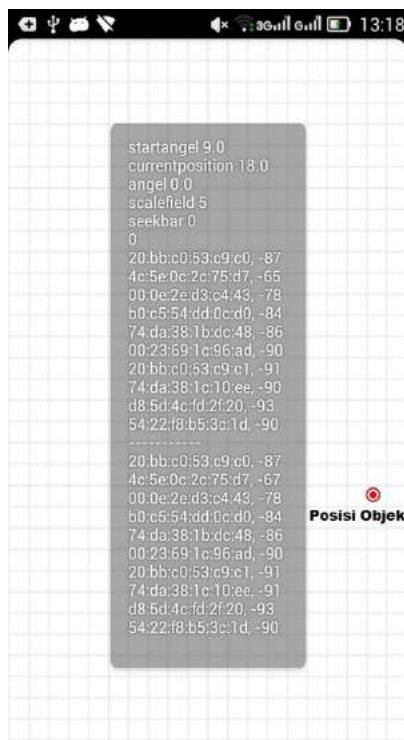 3G G 13:18
startangel 9.0
currentposition 18.0
angel 0.0
scalefield 5
seekbar 0
0
20:bb:c0:53:c9:c0, -87
4c:5e:0c:2c:75:d7, -65
00:0e:2e:d3:c4:43, -78
b0:c5:54:dd:0c:d0, -84
74:da:38:1b:dc:48, -86
00:23:69:1c:96:ad, -90
20:bb:c0:53:c9:c1, -91
74:da:38:1c:10:ee, -90
d8:5d:4c:fd:2f:20, -93
54:22:f8:b5:3c:1d, -90
-----------
20:bb:c0:53:c9:c0, -87
4c:5e:0c:2c:75:d7, -67
00:0e:2e:d3:c4:43, -78
b0:c5:54:dd:0c:d0, -84
74:da:38:1b:dc:48, -86
00:23:69:1c:96:ad, -90
20:bb:c0:53:c9:c1, -91
74:da:38:1c:10:ee, -91
d8:5d:4c:fd:2f:20, -93
54:22:f8:b5:3c:1d, -90
Posisi Objek